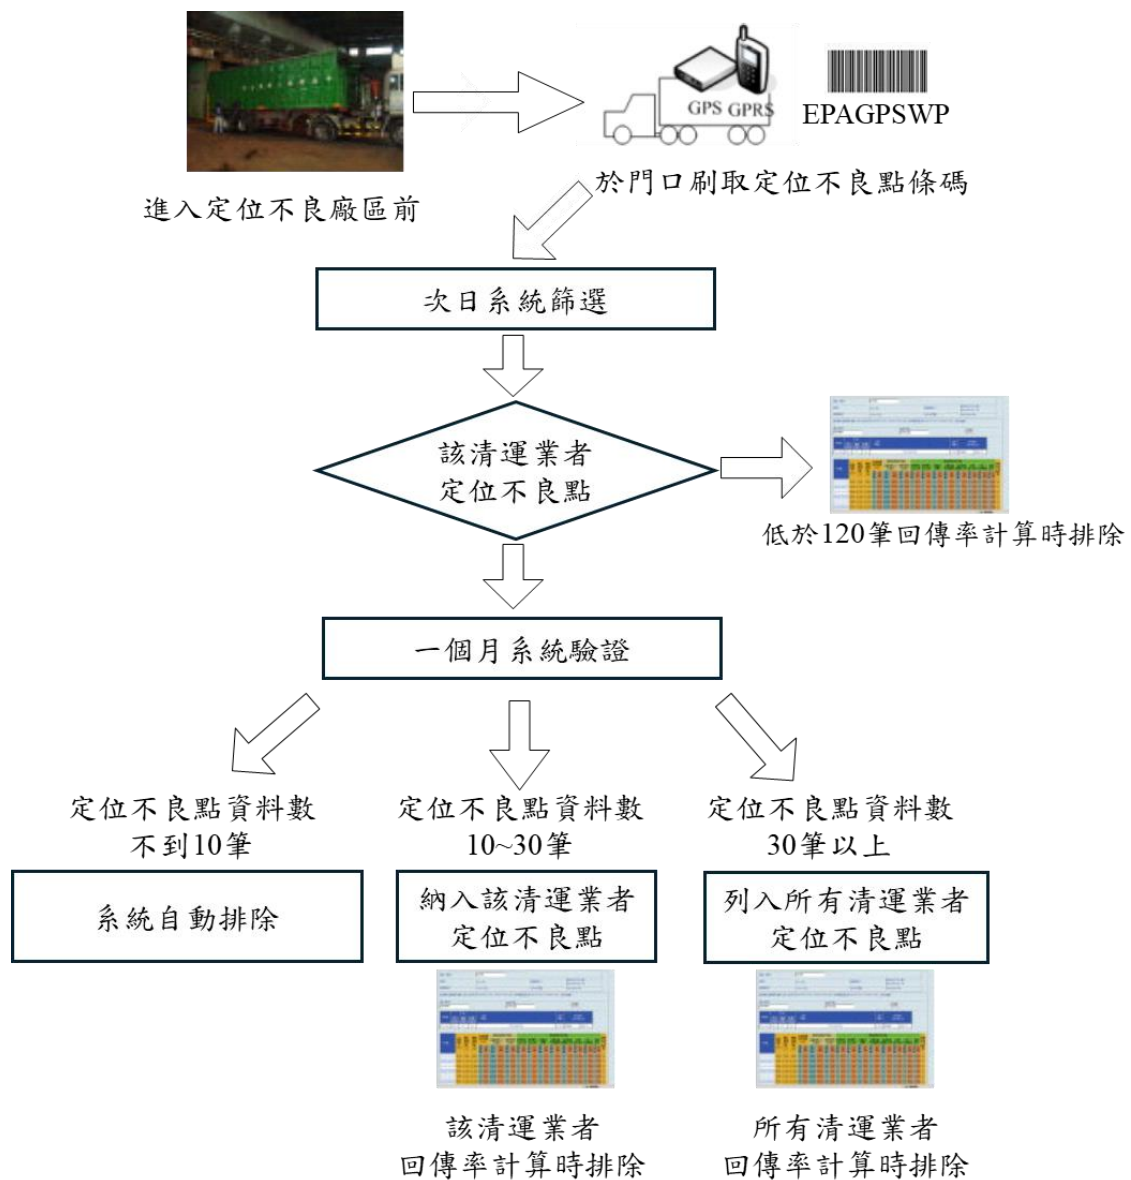 GPS GPRS
EPAGPSWP
進入定位不良廠區前
於門口刷取定位不良點條碼
次日系統篩選
該清運業者
定位不良點
低於120筆回傳率計算時排除
一個月系統驗證
定位不良點資料數
不到10筆
系統自動排除
定位不良點資料數
10~30筆
納入該清運業者
定位不良點
該清運業者
回傳率計算時排除
定位不良點資料數
30筆以上
列入所有清運業者
定位不良點
所有清運業者
回傳率計算時排除